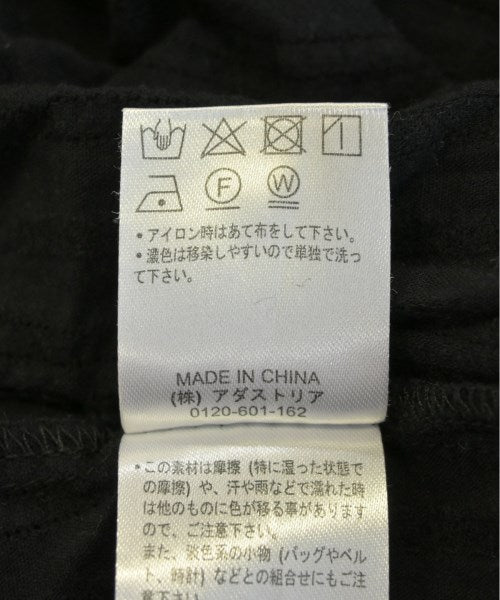 F W
• アイロン時はあて布をして下さい。
• 濃色は移染しやすいので単独で洗っ
て下さい。
MADE IN CHINA
(株) アダストリア
0120-601-162
• この素材は摩擦 (特に湿った状態で
の摩擦) や、汗や雨などで濡れた時
は他のものに色が移る事があります
ので、ご注意下さい。
また、淡色系の小物 (バッグやベル
ト、時計) などとの組合せにもご注
意下さい。